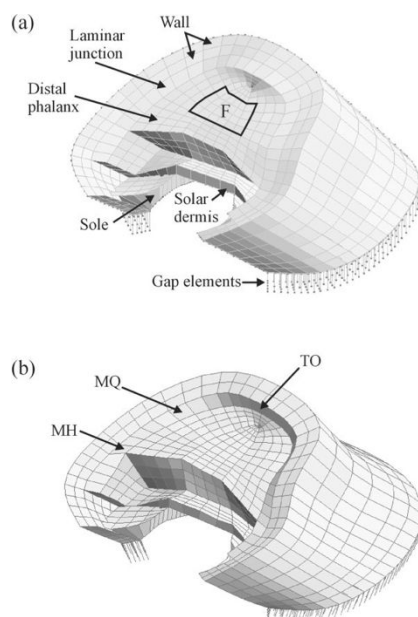 (a)
Wall
Laminar
junction
Distal
phalanx
F
Solar
dermis
Sole
Gap elements
(b)
TO
MQ
MH